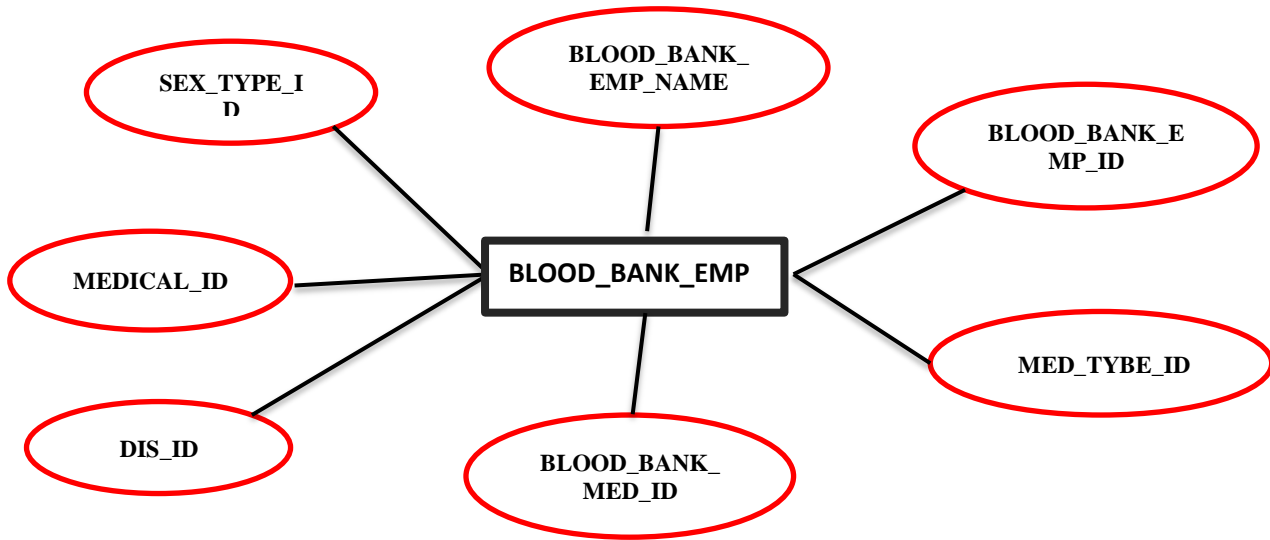 BLOOD_BANK_
EMP_NAME
SEX_TYPE_I
D
BLOOD_BANK_E
MP_ID
MEDICAL_ID
BLOOD_BANK_EMP
MED_TYBE_ID
DIS_ID
BLOOD_BANK_
MED_ID